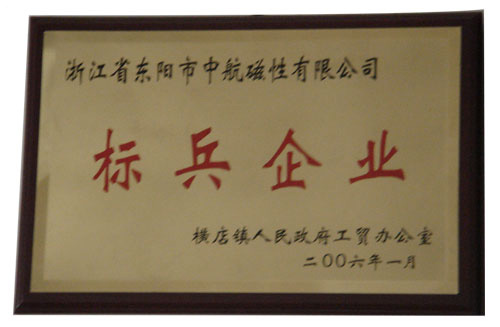 浙江省东阳市中航磁性有限公司
标兵企业
横店镇人民政府工贸办公室
二〇〇六年一月